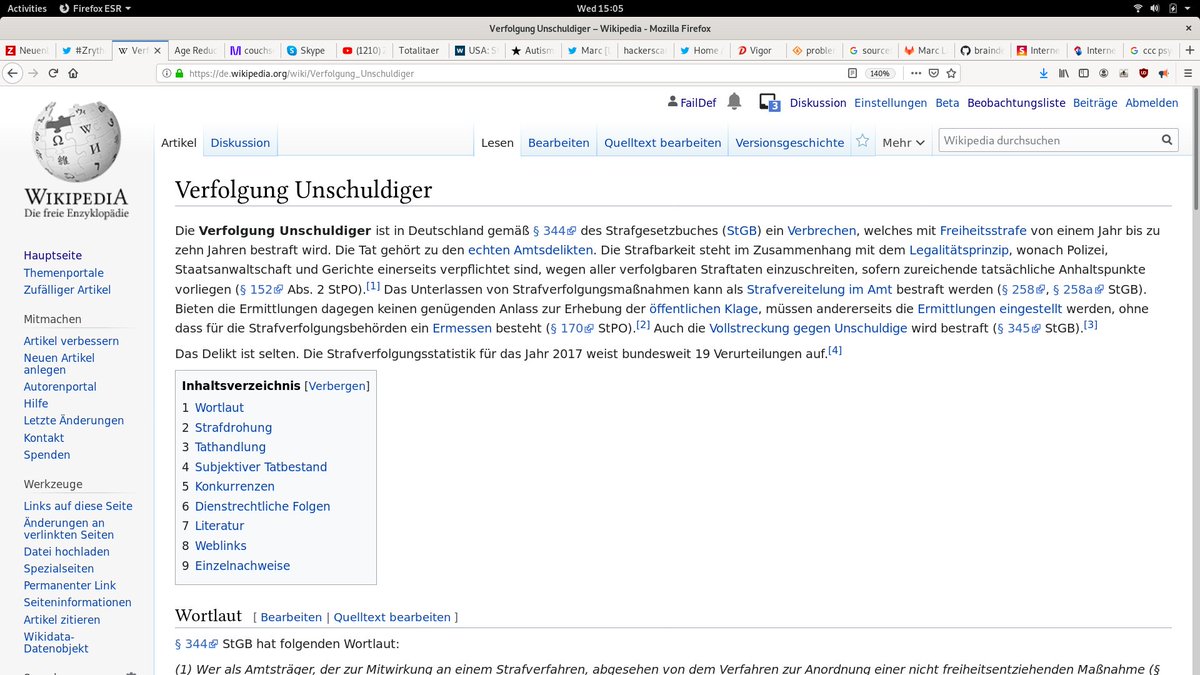 Activities Firefox ESR Wed 15:05
Verfolgung Unschuldiger – Wikipedia - Mozilla Firefox
Neuen #Zryth Verf Age Reduc couchs Skype (1210) Totalitaer USA: S Autism Marc [ hackersca Home / Vigor proble source Marc L brainde Interne Interne ccc psy
https://de.wikipedia.org/wiki/Verfolgung_Unschuldiger 140%
FailDef 3 Diskussion Einstellungen Beta Beobachtungsliste Beiträge Abmelden
Artikel Diskussion Lesen Bearbeiten Quelltext bearbeiten Versionsgeschichte Mehr Wikipedia durchsuchen
WIKIPEDIA
Die freie Enzyklopädie
Hauptseite
Themenportale
Zufälliger Artikel
Mitmachen
Artikel verbessern
Neuen Artikel
anlegen
Autorenportal
Hilfe
Letzte Änderungen
Kontakt
Spenden
Werkzeuge
Links auf diese Seite
Änderungen an
verlinkten Seiten
Datei hochladen
Spezialseiten
Permanenter Link
Seiteninformationen
Artikel zitieren
Wikidata-
Datenobjekt
Verfolgung Unschuldiger
Die Verfolgung Unschuldiger ist in Deutschland gemäß § 344 des Strafgesetzbuches (StGB) ein Verbrechen, welches mit Freiheitsstrafe von einem Jahr bis zu
zehn Jahren bestraft wird. Die Tat gehört zu den echten Amtsdelikten. Die Strafbarkeit steht im Zusammenhang mit dem Legalitätsprinzip, wonach Polizei,
Staatsanwaltschaft und Gerichte einerseits verpflichtet sind, wegen aller verfolgbaren Straftaten einzuschreiten, sofern zureichende tatsächliche Anhaltspunkte
vorliegen (§ 152 Abs. 2 StPO).[1] Das Unterlassen von Strafverfolgungsmaßnahmen kann als Strafvereitelung im Amt bestraft werden (§ 258, § 258a StGB).
Bieten die Ermittlungen dagegen keinen genügenden Anlass zur Erhebung der öffentlichen Klage, müssen andererseits die Ermittlungen eingestellt werden, ohne
dass für die Strafverfolgungsbehörden ein Ermessen besteht (§ 170 StPO).[2] Auch die Vollstreckung gegen Unschuldige wird bestraft (§ 345 StGB).[3]
Das Delikt ist selten. Die Strafverfolgungsstatistik für das Jahr 2017 weist bundesweit 19 Verurteilungen auf.[4]
Inhaltsverzeichnis [Verbergen]
1 Wortlaut
2 Strafdrohung
3 Tathandlung
4 Subjektiver Tatbestand
5 Konkurrenzen
6 Dienstrechtliche Folgen
7 Literatur
8 Weblinks
9 Einzelnachweise
Wortlaut [ Bearbeiten | Quelltext bearbeiten ]
§ 344 StGB hat folgenden Wortlaut:
(1) Wer als Amtsträger, der zur Mitwirkung an einem Strafverfahren, abgesehen von dem Verfahren zur Anordnung einer nicht freiheitsentziehenden Maßnahme (§